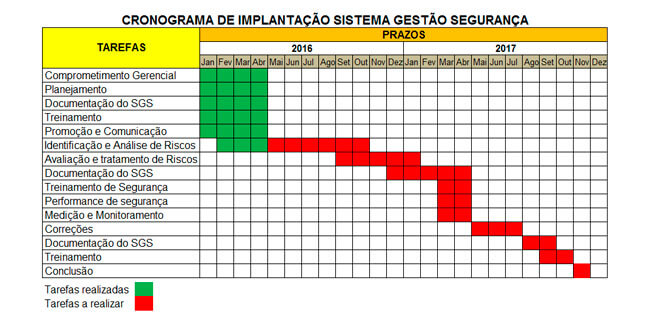 CRONOGRAMA DE IMPLANTAÇÃO SISTEMA GESTÃO SEGURANÇA
TAREFAS
PRAZOS
2016 2017
Jan Fev Mar Abr Mai Jun Jul Ago Set Out Nov Dez Jan Fev Mar Abr Mai Jun Jul Ago Set Out Nov Dez
Comprometimento Gerencial
Planejamento
Documentação do SGS
Treinamento
Promoção e Comunicação
Identificação e Análise de Riscos
Avaliação e tratamento de Riscos
Documentação do SGS
Treinamento de Segurança
Performance de segurança
Medição e Monitoramento
Correções
Documentação do SGS
Treinamento
Conclusão
Tarefas realizadas
Tarefas a realizar